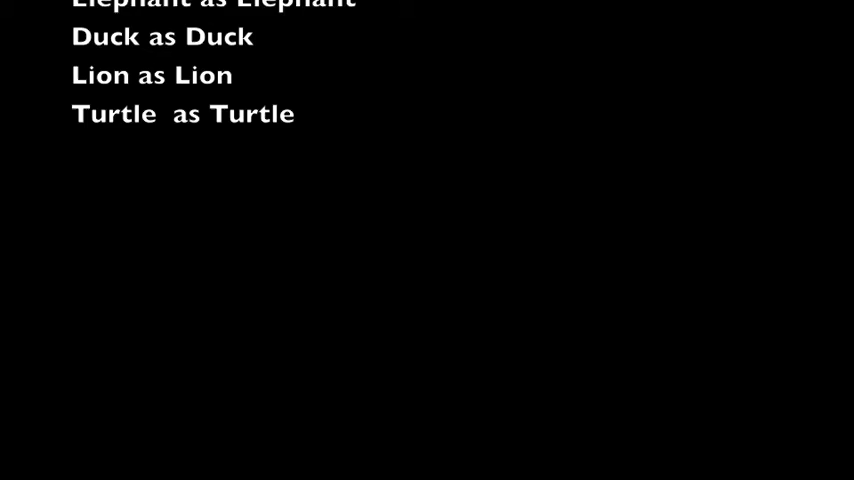 Elephant as Elephant
Duck as Duck
Lion as Lion
Turtle  as Turtle